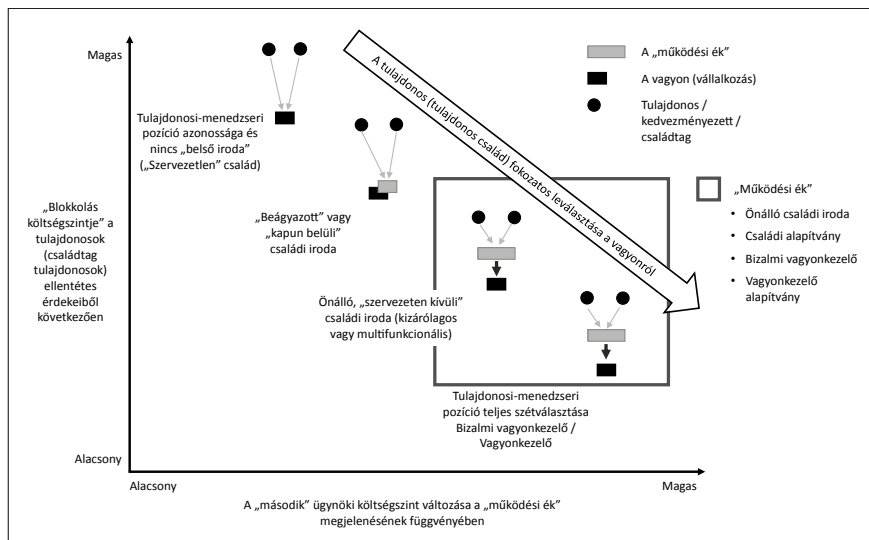 Magas
„Blokkolás
költségszintje” a
tulajdonosok
(családtag
tulajdonosok)
ellentétes
érdekeiből
következően
Alacsony
Tulajdonosi-menedzseri
pozíció azonossága és
nincs „belső iroda”
(„Szervezetlen” család)
„Beágyazott” vagy
„kapun belüli”
családi iroda
Önálló, „szervezeten kívüli”
családi iroda (kizárólagos
vagy multifunkcionális)
Tulajdonosi-menedzseri
pozíció teljes szétválasztása
Bizalmi vagyonkezelő /
Vagyonkezelő
A tulajdonos (tulajdonos család) fokozatos leválasztása a vagyonról
A „működési ék”
A vagyon (vállalkozás)
Tulajdonos /
kedvezményezett /
családtag
„Működési ék”
• Önálló családi iroda
• Családi alapítvány
• Bizalmi vagyonkezelő
• Vagyonkezelő
alapítvány
Alacsony
Magas
A „második” ügynöki költségszint változása a „működési ék”
megjelenésének függvényében